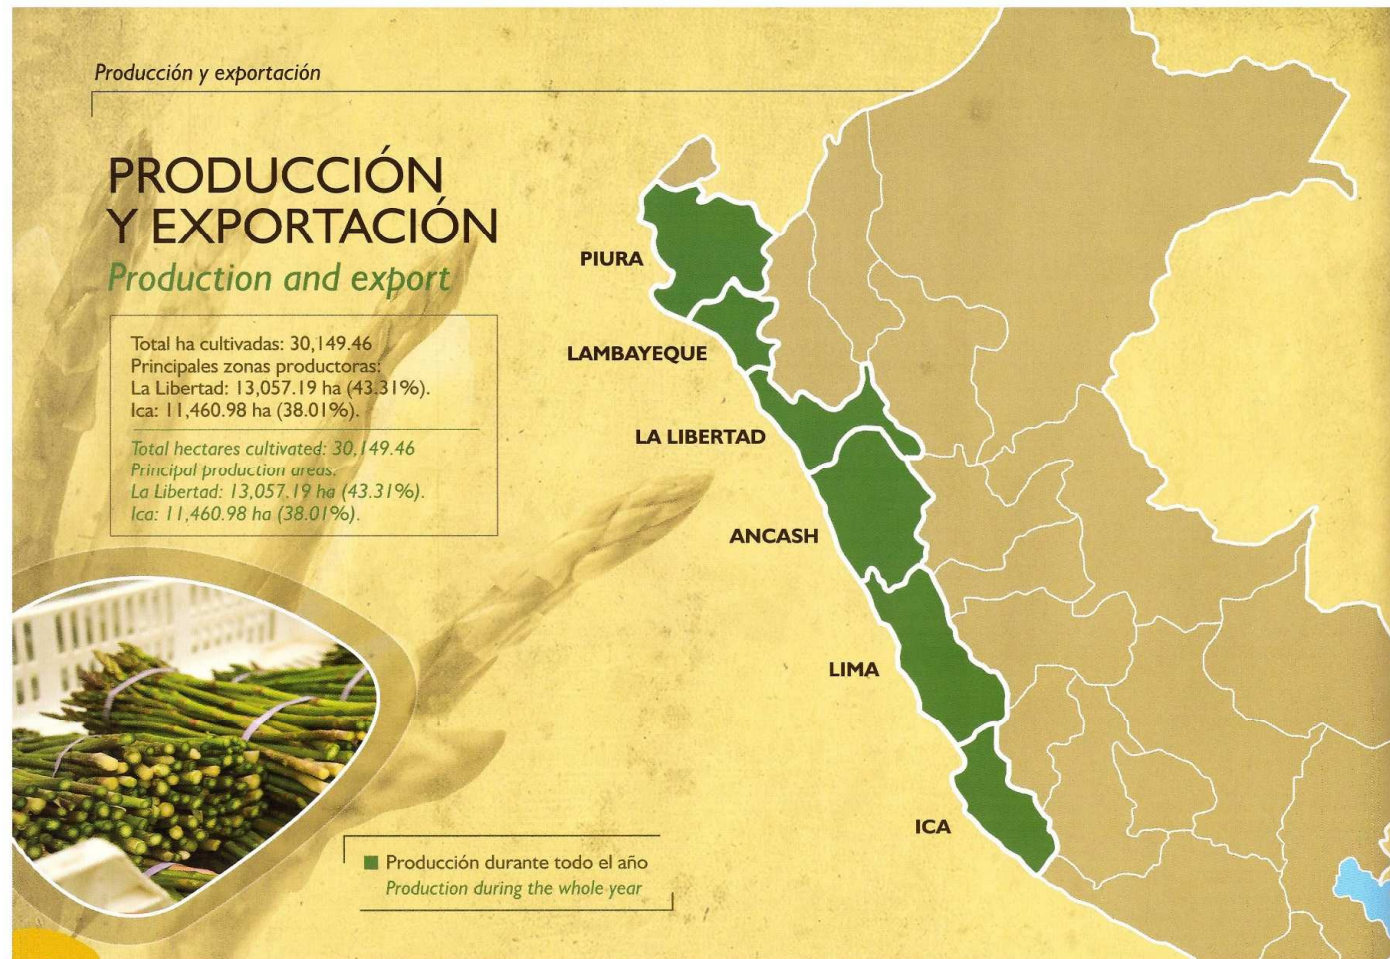 Producción y exportación
PRODUCCIÓN
Y EXPORTACIÓN
Production and export
Total ha cultivadas: 30,149.46
Principales zonas productoras:
La Libertad: 13,057.19 ha (43.31%).
Ica: 11,460.98 ha (38.01%).
Total hectares cultivated: 30,149.46
Principal production areas:
La Libertad: 13,057.19 ha (43.31%).
Ica: 11,460.98 ha (38.01%).
PIURA
LAMBAYEQUE
LA LIBERTAD
ANCASH
LIMA
ICA
Producción durante todo el año
Production during the whole year